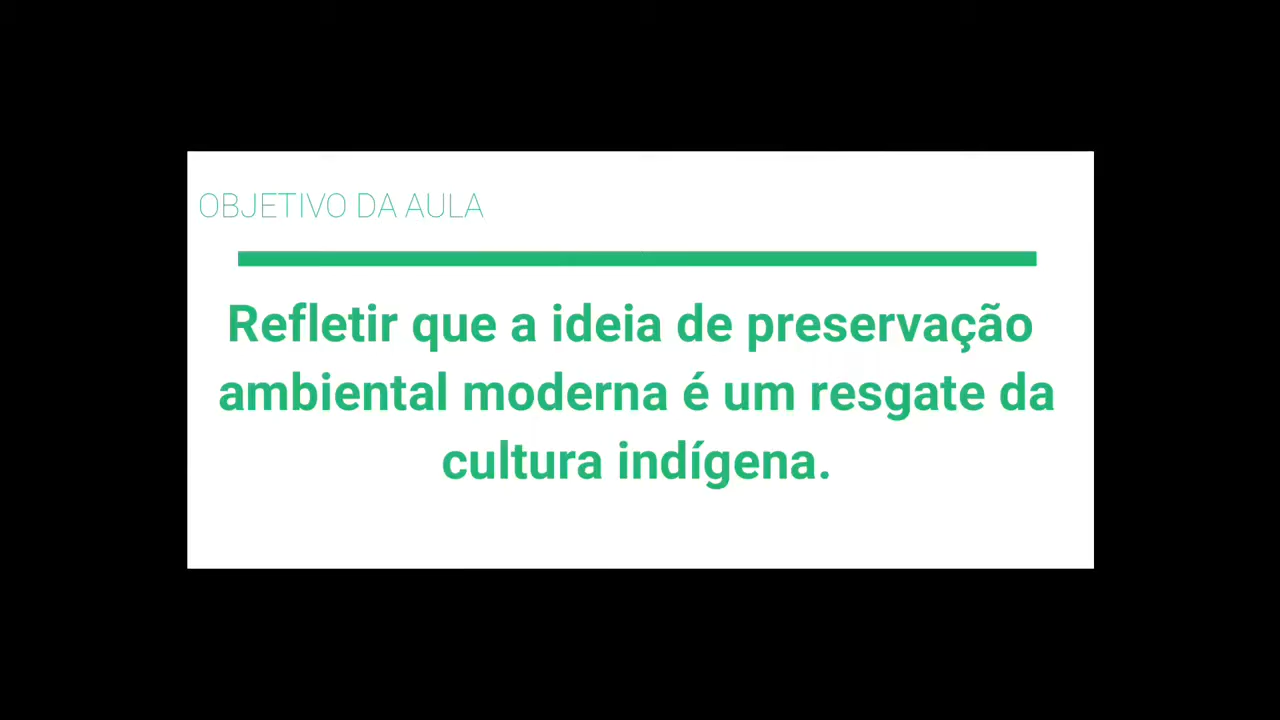 OBJETIVO DA AULA
Refletir que a ideia de preservação
ambiental moderna é um resgate da
cultura indígena.